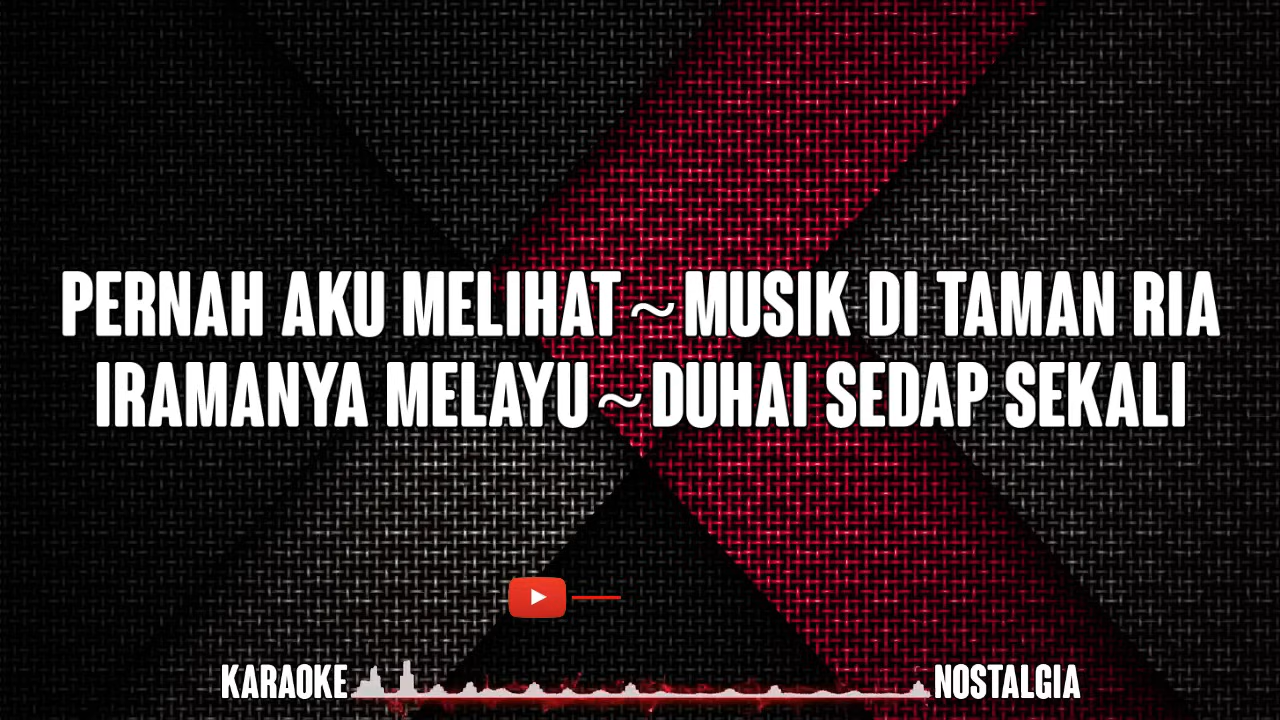 PERNAH AKU MELIHAT ~ MUSIK DI TAMAN RIA
IRAMANYA MELAYU ~ DUHAI SEDAP SEKALI
KARAOKE NOSTALGIA